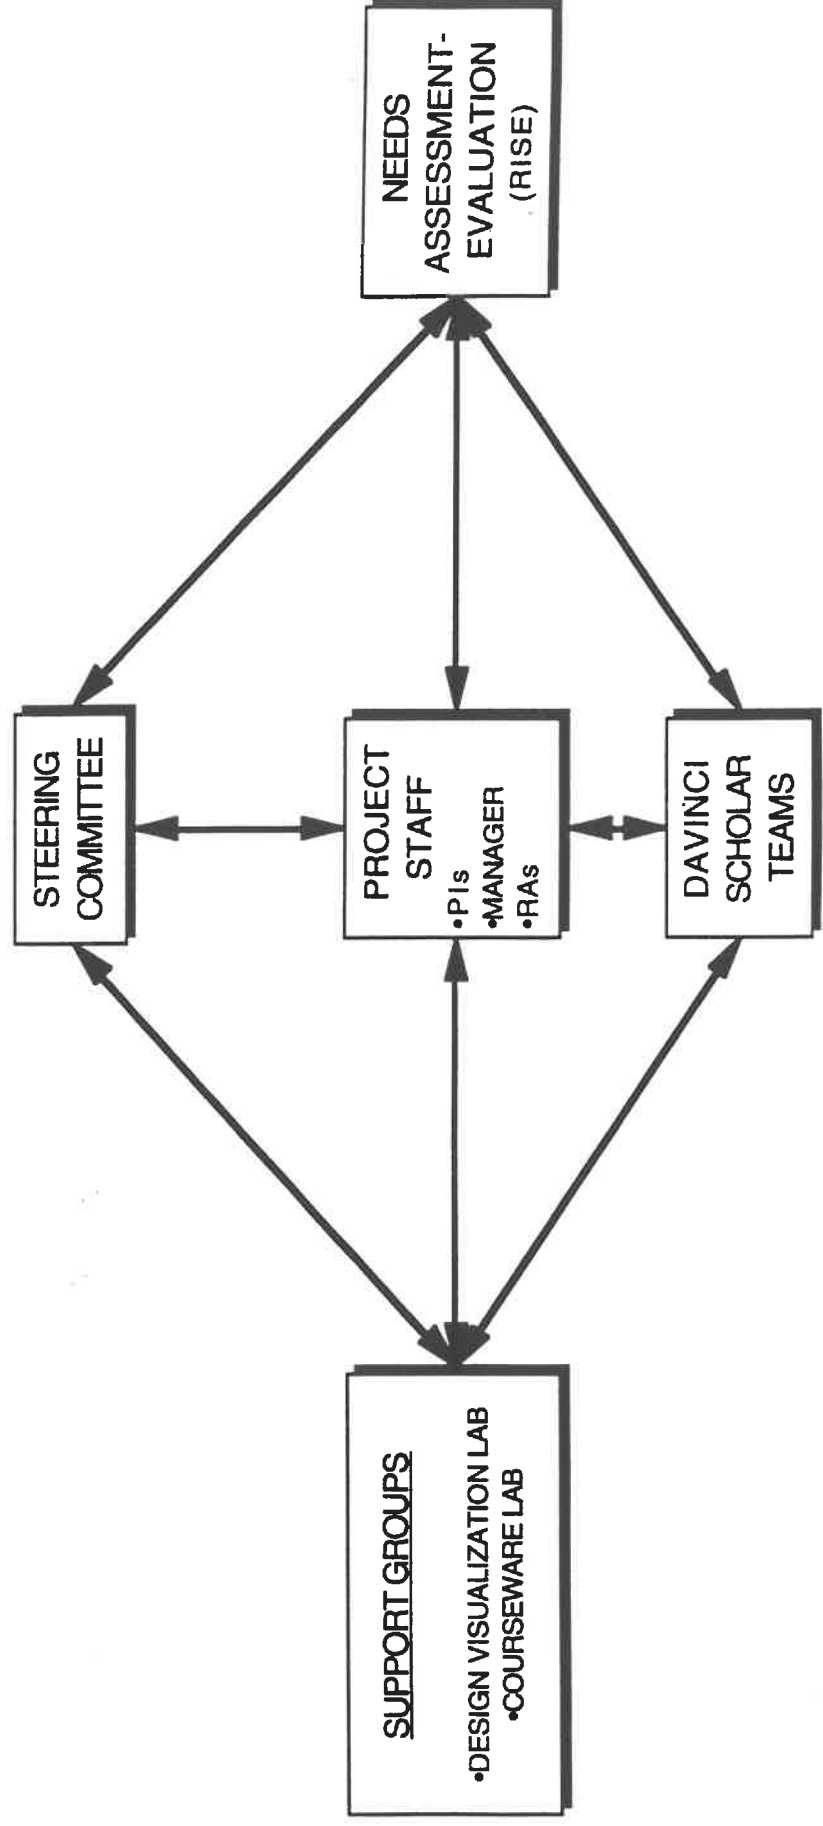 STEERING
COMMITTEE
SUPPORT GROUPS
•DESIGN VISUALIZATION LAB
•COURSEWARE LAB
PROJECT
STAFF
•PIs
•MANAGER
•RAs
NEEDS
ASSESSMENT-
EVALUATION
(RISE)
DAVINCI
SCHOLAR
TEAMS